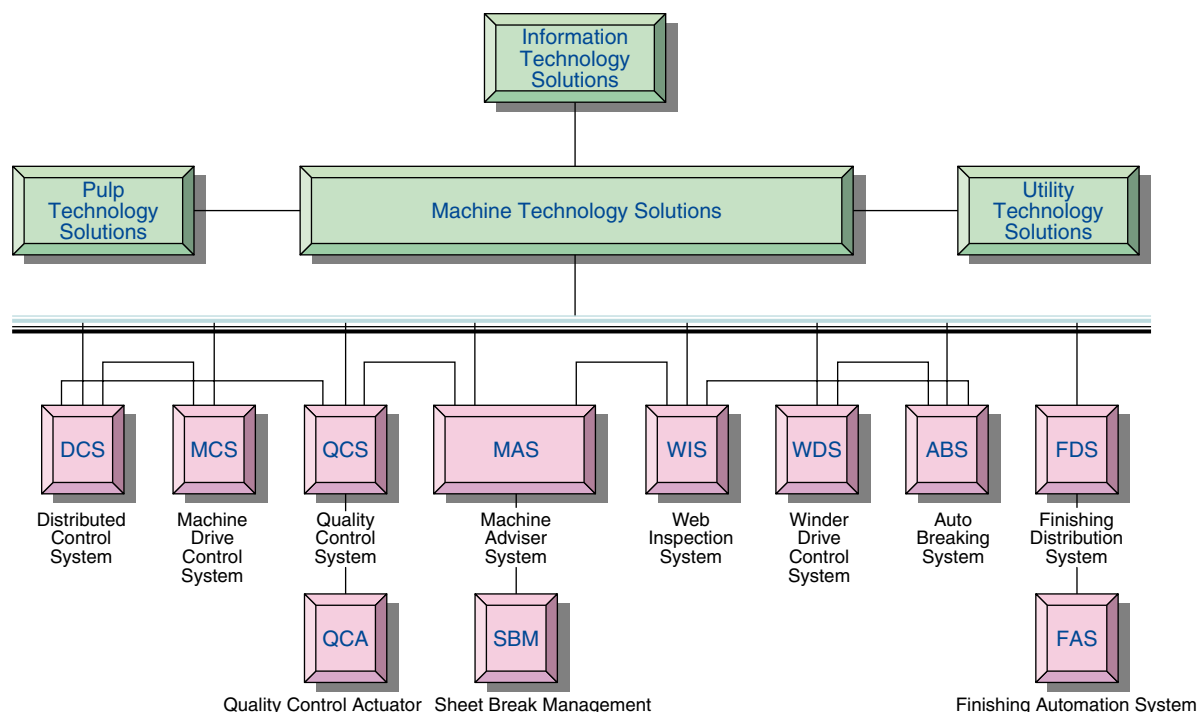 Information
Technology
Solutions
Pulp
Technology
Solutions
Machine Technology Solutions
Utility
Technology
Solutions
DCS
MCS
QCS
MAS
WIS
WDS
ABS
FDS
Distributed
Control
System
Machine
Drive
Control
System
Quality
Control
System
Machine
Adviser
System
Web
Inspection
System
Winder
Drive
Control
System
Auto
Breaking
System
Finishing
Distribution
System
QCA
SBM
FAS
Quality Control Actuator
Sheet Break Management
Finishing Automation System